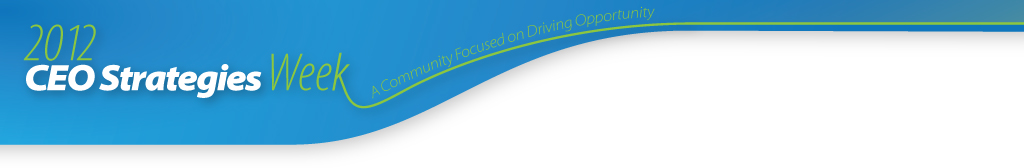 2012
CEO Strategies Week
A Community Focused on Driving Opportunity